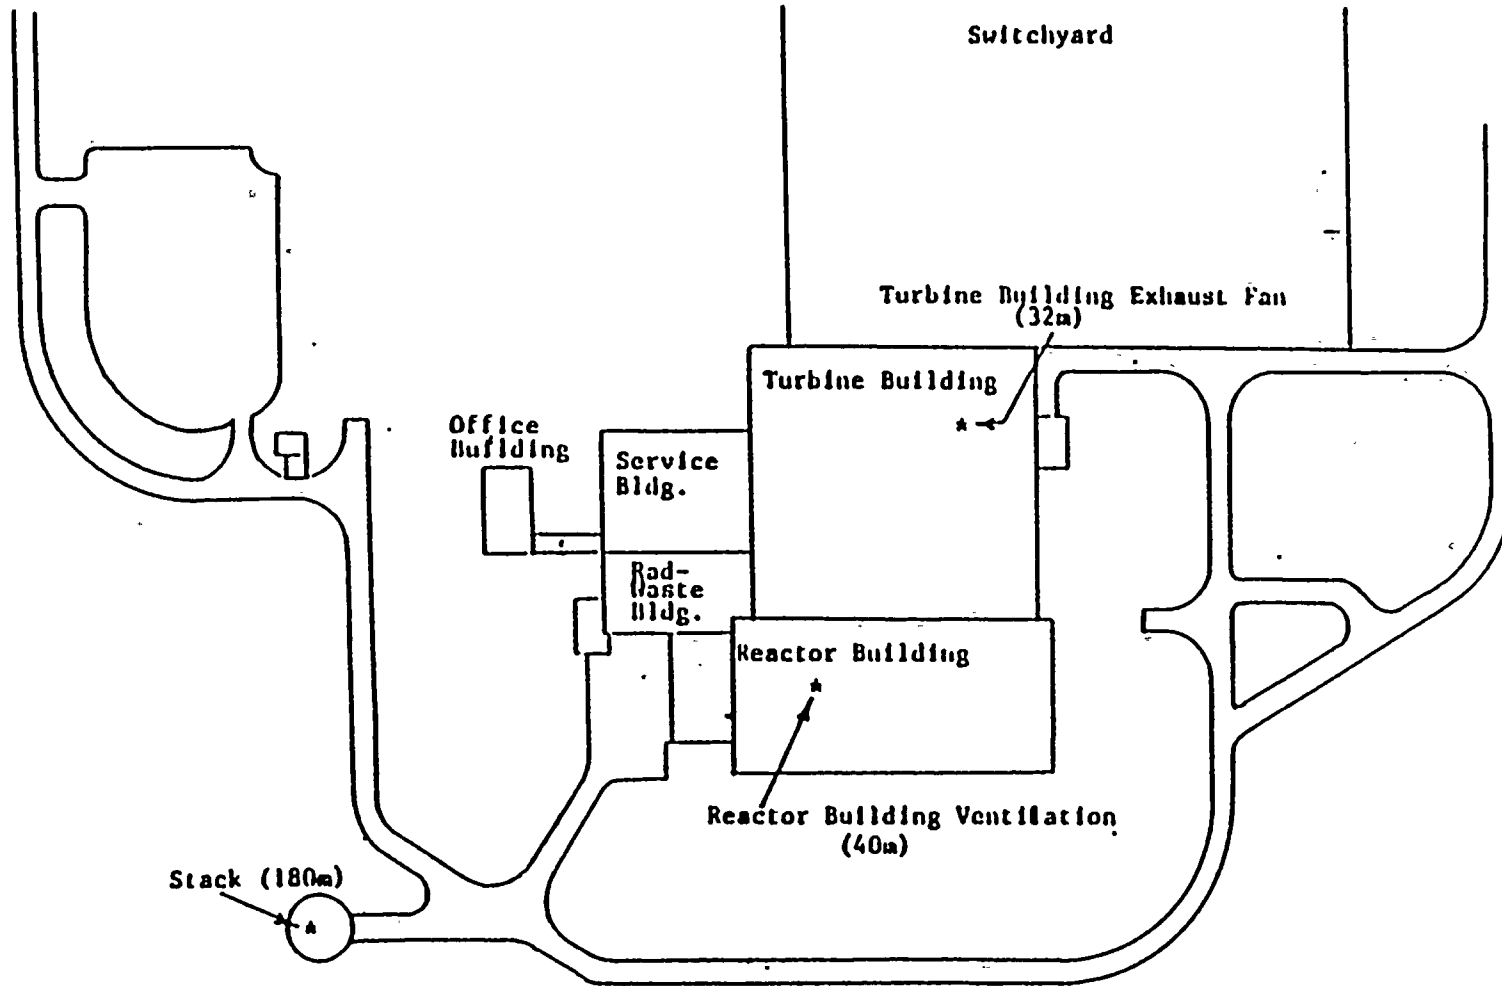 Switchyard
Turbine Building Exhaust Fan
(32m)
Turbine Building
Office
Building
Service
Bldg.
Rad-
Waste
Bldg.
Reactor Building
Reactor Building Ventilation
(40m)
Stack (180m)